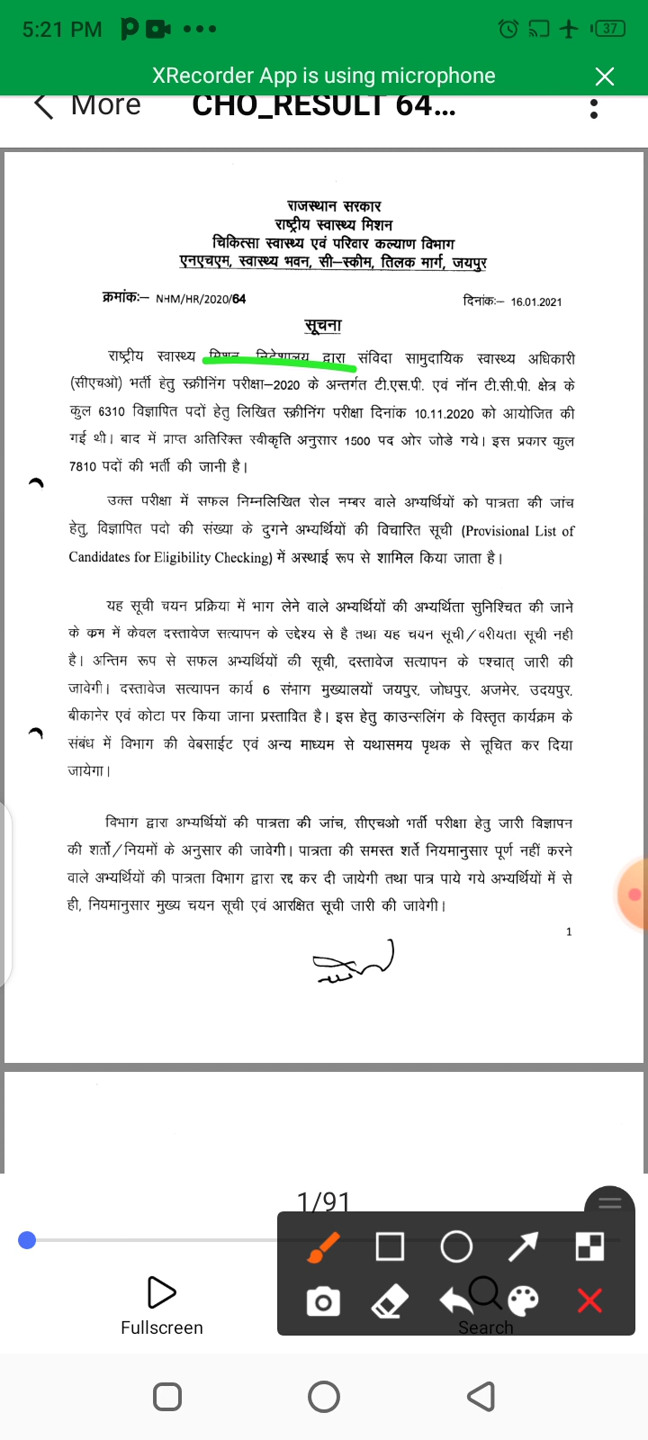 5:21 PM
37
XRecorder App is using microphone
More CHO_RESULT 64...
राजस्थान सरकार
राष्ट्रीय स्वास्थ्य मिशन
चिकित्सा स्वास्थ्य एवं परिवार कल्याण विभाग
एनएचएम, स्वास्थ्य भवन, सी–स्कीम, तिलक मार्ग, जयपुर
क्रमांकः– NHM/HR/2020/64 दिनांकः– 16.01.2021
सूचना
राष्ट्रीय स्वास्थ्य मिशन निदेशालय द्वारा संविदा सामुदायिक स्वास्थ्य अधिकारी
(सीएचओ) भर्ती हेतु स्क्रीनिंग परीक्षा–2020 के अन्तर्गत टी.एस.पी. एवं नॉन टी.सी.पी. क्षेत्र के
कुल 6310 विज्ञापित पदों हेतु लिखित स्क्रीनिंग परीक्षा दिनांक 10.11.2020 को आयोजित की
गई थी। बाद में प्राप्त अतिरिक्त स्वीकृति अनुसार 1500 पद ओर जोडे गये। इस प्रकार कुल
7810 पदों की भर्ती की जानी है।
उक्त परीक्षा में सफल निम्नलिखित रोल नम्बर वाले अभ्यर्थियों को पात्रता की जांच
हेतु, विज्ञापित पदो की संख्या के दुगने अभ्यर्थियों की विचारित सूची (Provisional List of
Candidates for Eligibility Checking) में अस्थाई रूप से शामिल किया जाता है।
यह सूची चयन प्रक्रिया में भाग लेने वाले अभ्यर्थियों की अभ्यर्थिता सुनिश्चित की जाने
के क्रम में केवल दस्तावेज सत्यापन के उद्देश्य से है तथा यह चयन सूची/वरीयता सूची नही
है। अन्तिम रूप से सफल अभ्यर्थियों की सूची, दस्तावेज सत्यापन के पश्चात् जारी की
जावेगी। दस्तावेज सत्यापन कार्य 6 संभाग मुख्यालयों जयपुर, जोधपुर, अजमेर, उदयपुर,
बीकानेर एवं कोटा पर किया जाना प्रस्तावित है। इस हेतु काउन्सलिंग के विस्तृत कार्यक्रम के
संबंध में विभाग की वेबसाईट एवं अन्य माध्यम से यथासमय पृथक से सूचित कर दिया
जायेगा।
विभाग द्वारा अभ्यर्थियों की पात्रता की जांच, सीएचओ भर्ती परीक्षा हेतु जारी विज्ञापन
की शर्तो/नियमों के अनुसार की जावेगी। पात्रता की समस्त शर्ते नियमानुसार पूर्ण नहीं करने
वाले अभ्यर्थियों की पात्रता विभाग द्वारा रद्द कर दी जायेगी तथा पात्र पाये गये अभ्यर्थियों में से
ही, नियमानुसार मुख्य चयन सूची एवं आरक्षित सूची जारी की जावेगी।
1
1/91
Fullscreen
Search